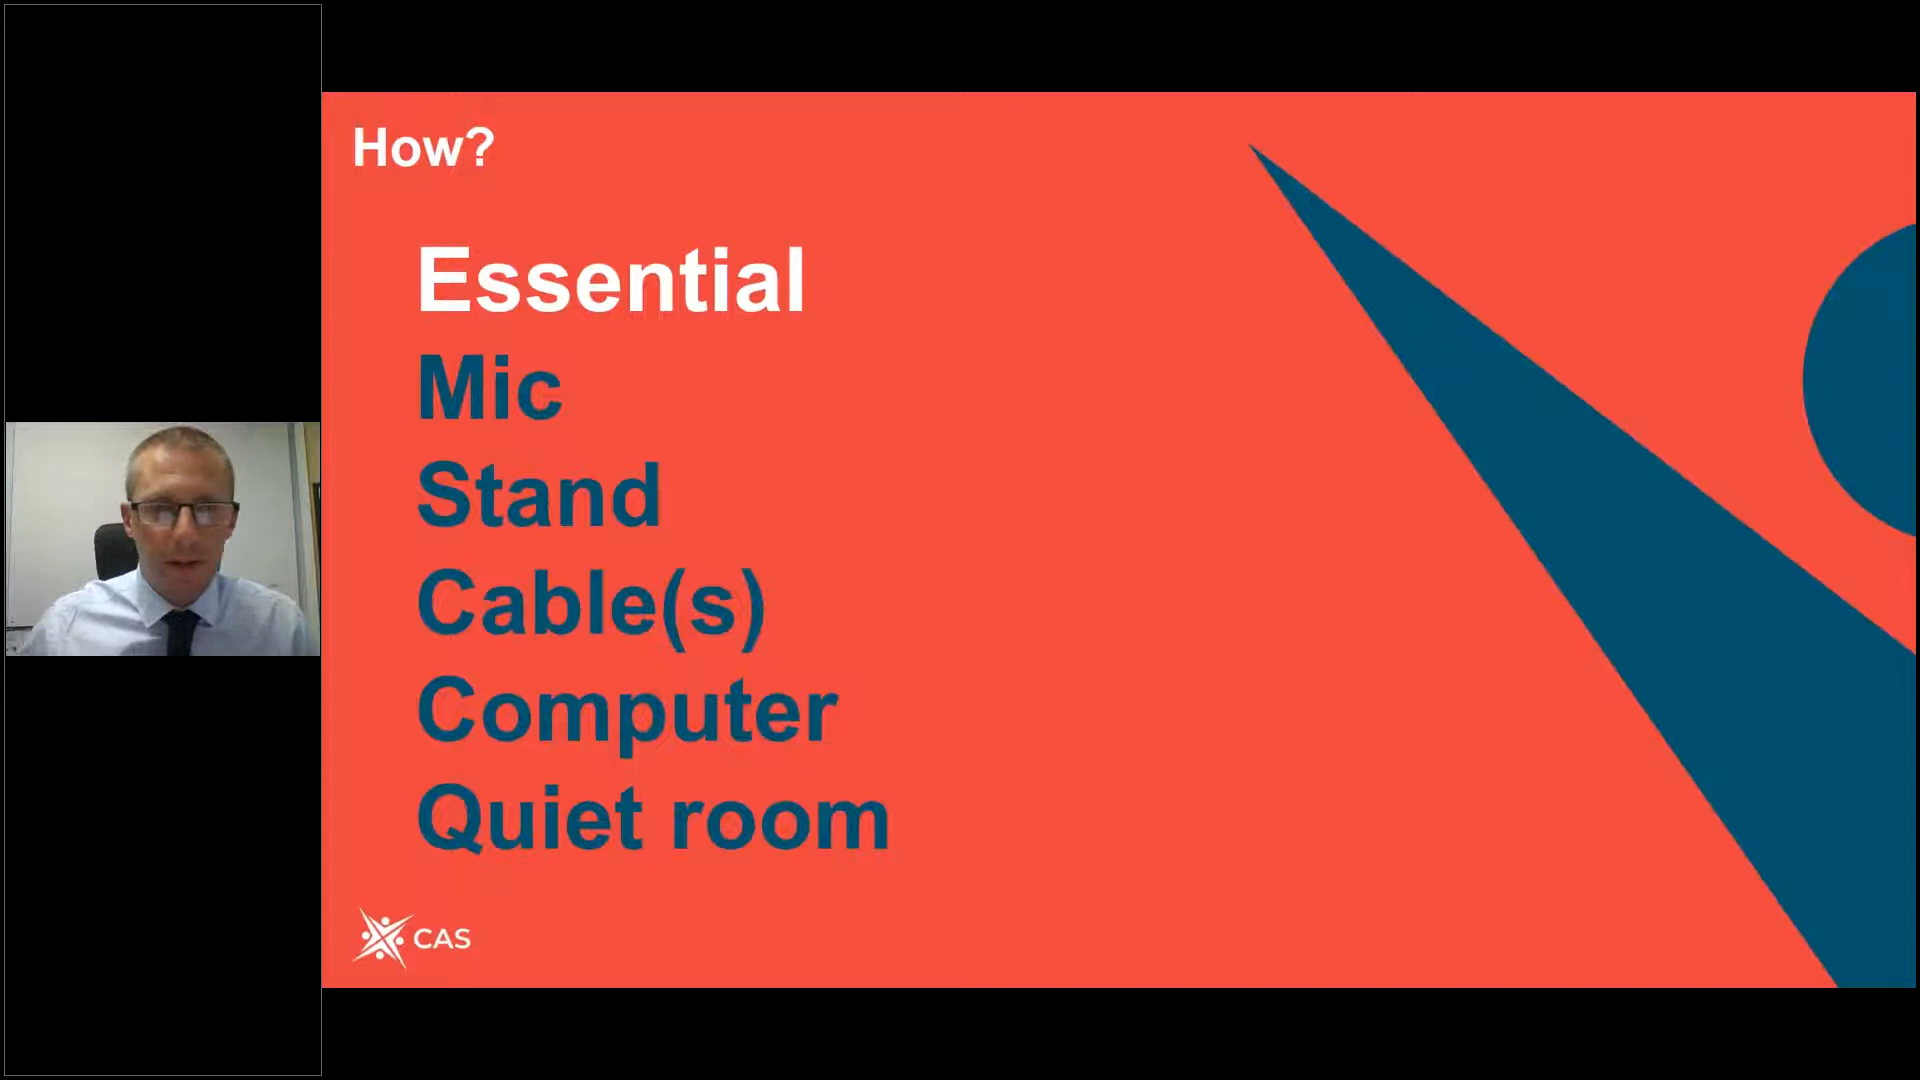 How?
Essential
Mic
Stand
Cable(s)
Computer
Quiet room
CAS